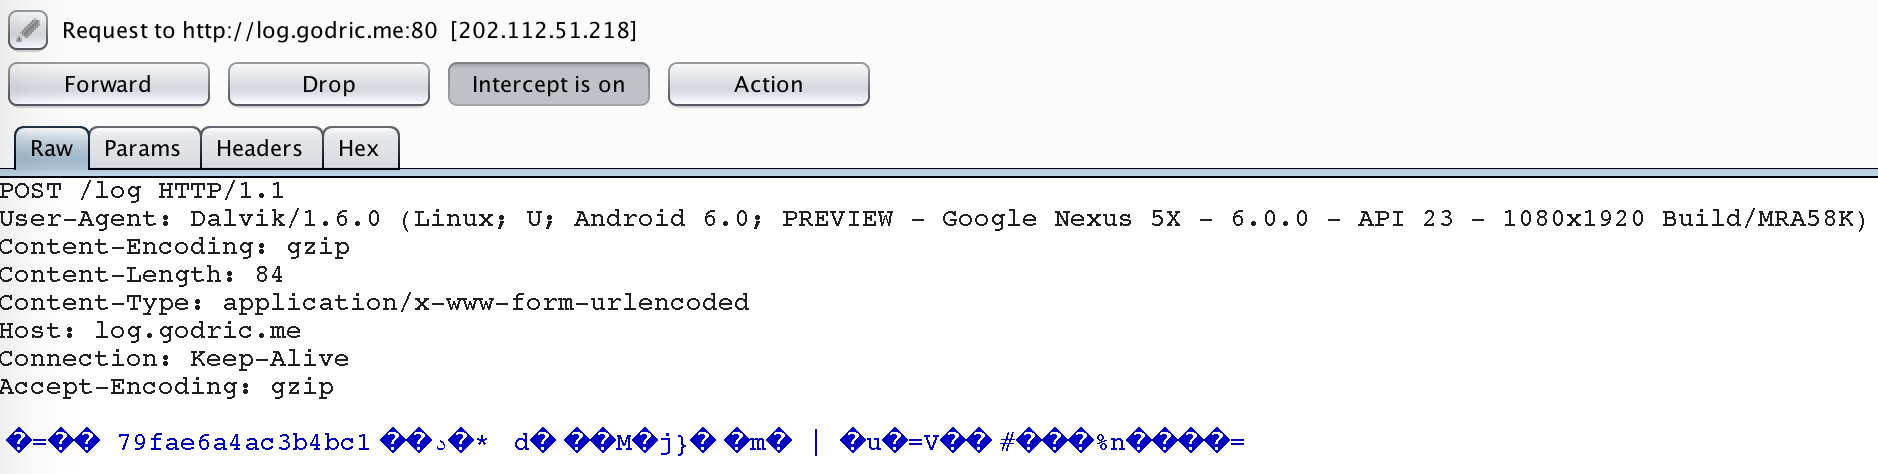 Request to http://log.godric.me:80 [202.112.51.218]
Forward Drop Intercept is on Action
Raw Params Headers Hex
POST /log HTTP/1.1
User-Agent: Dalvik/1.6.0 (Linux; U; Android 6.0; PREVIEW - Google Nexus 5X - 6.0.0 - API 23 - 1080x1920 Build/MRA58K)
Content-Encoding: gzip
Content-Length: 84
Content-Type: application/x-www-form-urlencoded
Host: log.godric.me
Connection: Keep-Alive
Accept-Encoding: gzip
�=�� 79fae6a4ac3b4bc1 ��د�* d� ��M�j}� �m� | �u�=V�� #���%n����=